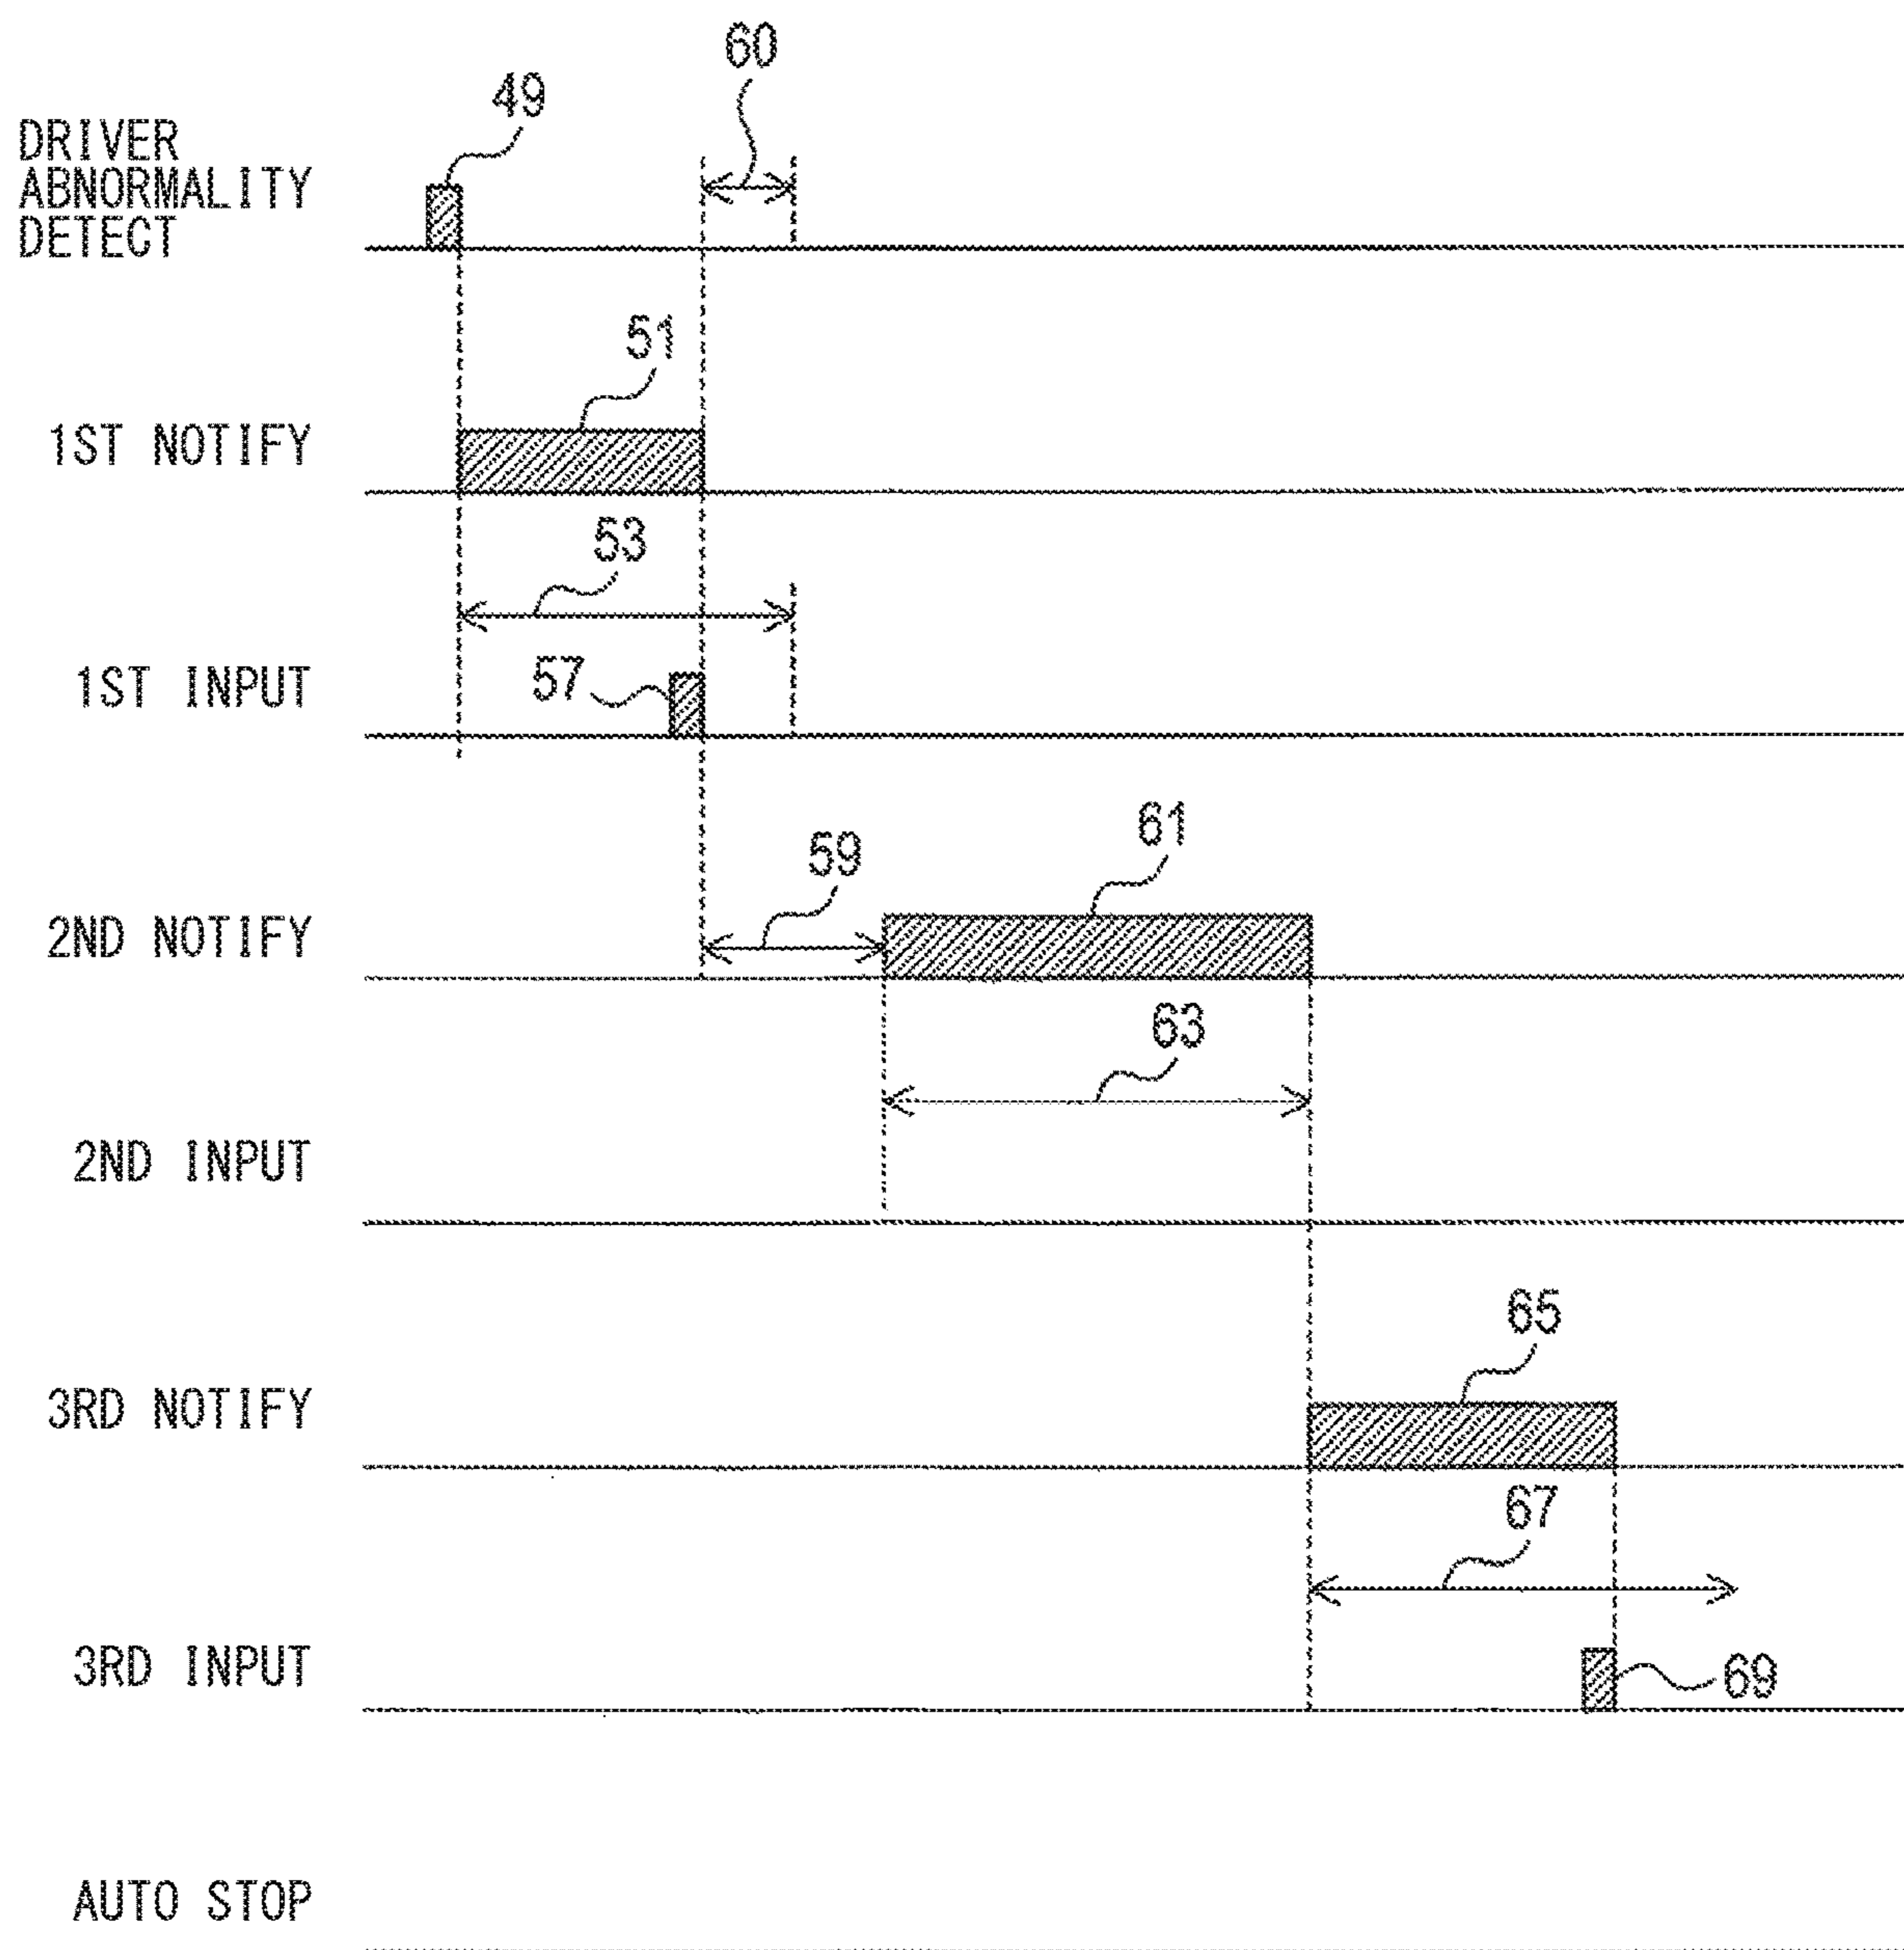 60
49
DRIVER
ABNORMALITY
DETECT
51
1ST NOTIFY
53
1ST INPUT
57
61
59
2ND NOTIFY
63
2ND INPUT
65
3RD NOTIFY
67
3RD INPUT
69
AUTO STOP